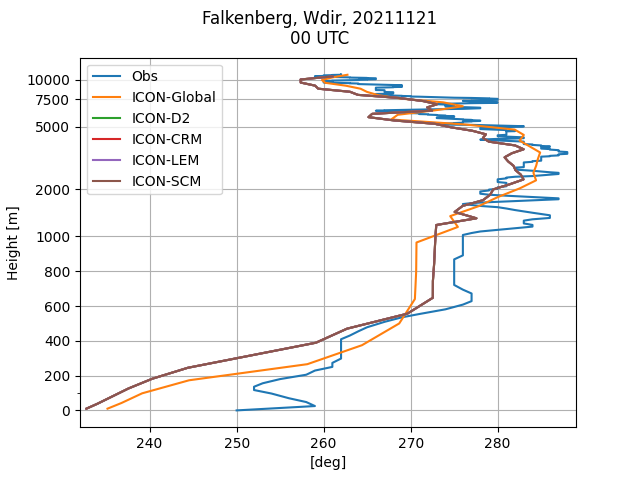 Falkenberg, Wdir, 20211121
00 UTC
Obs
ICON-Global
ICON-D2
ICON-CRM
ICON-LEM
ICON-SCM
10000
7500
5000
2000
1000
800
600
400
200
0
Height [m]
240
250
260
270
280
[deg]